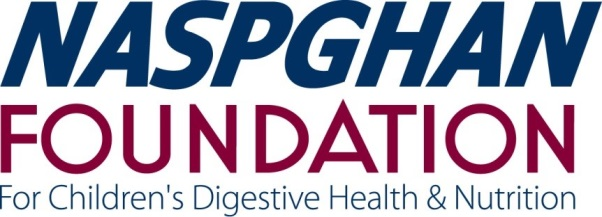 NASPGHAN
FOUNDATION
For Children's Digestive Health & Nutrition